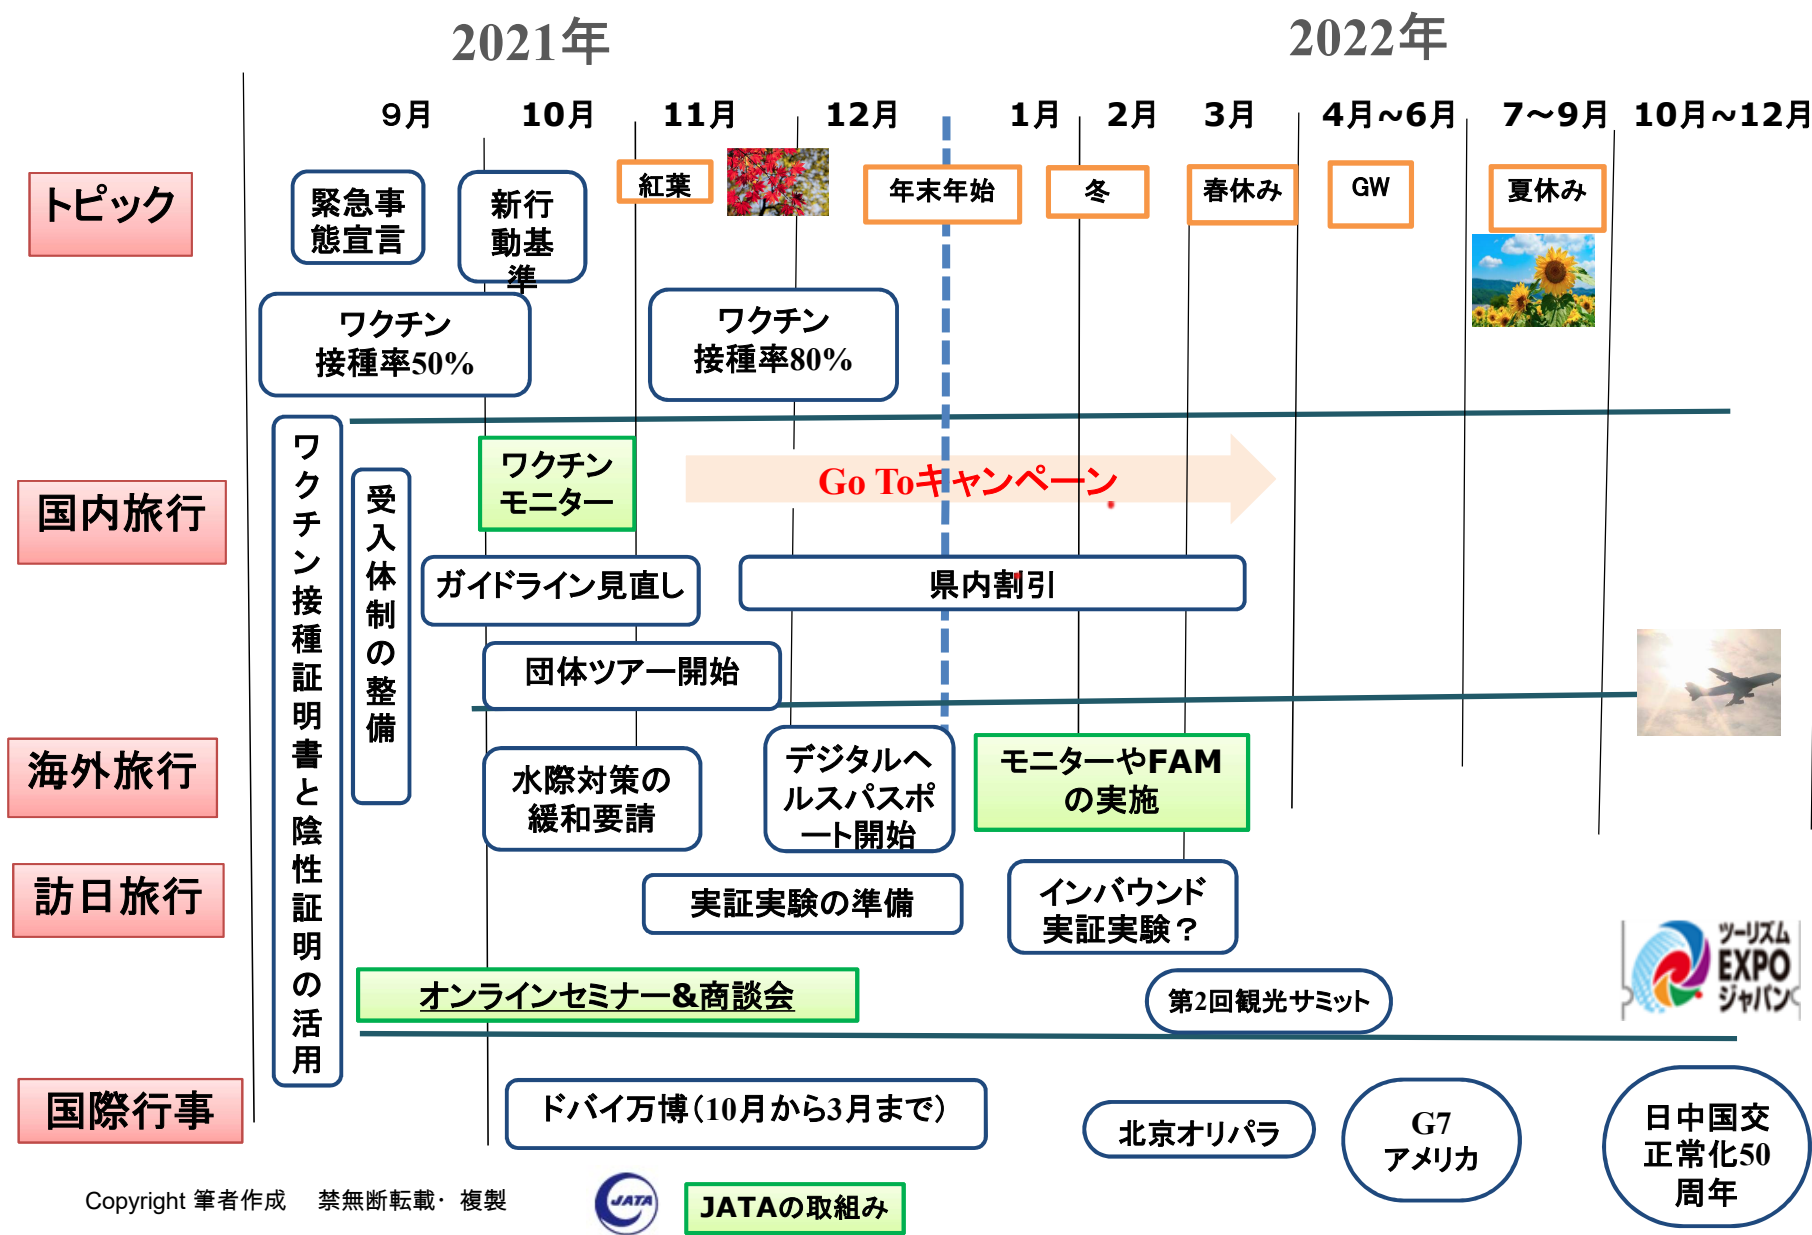 2021年
2022年
9月
10月
11月
12月
1月
2月
3月
4月~6月
7～9月
10月~12月
トピック
緊急事
態宣言
新行
動基
準
紅葉
年末年始
冬
春休み
GW
夏休み
ワクチン
接種率50%
ワクチン
接種率80%
国内旅行
ワクチン接種証明書と陰性証明の活用
受入体制の整備
ワクチン
モニター
Go Toキャンペーン
ガイドライン見直し
県内割引
団体ツアー開始
海外旅行
水際対策の
緩和要請
デジタルヘ
ルスパスポ
ート開始
モニターやFAM
の実施
訪日旅行
実証実験の準備
インバウンド
実証実験？
ツーリズム
EXPO
ジャパン
オンラインセミナー&商談会
第2回観光サミット
国際行事
ドバイ万博（10月から3月まで）
北京オリパラ
G7
アメリカ
日中国交
正常化50
周年
Copyright 筆者作成　禁無断転載・複製
JATA
JATAの取組み